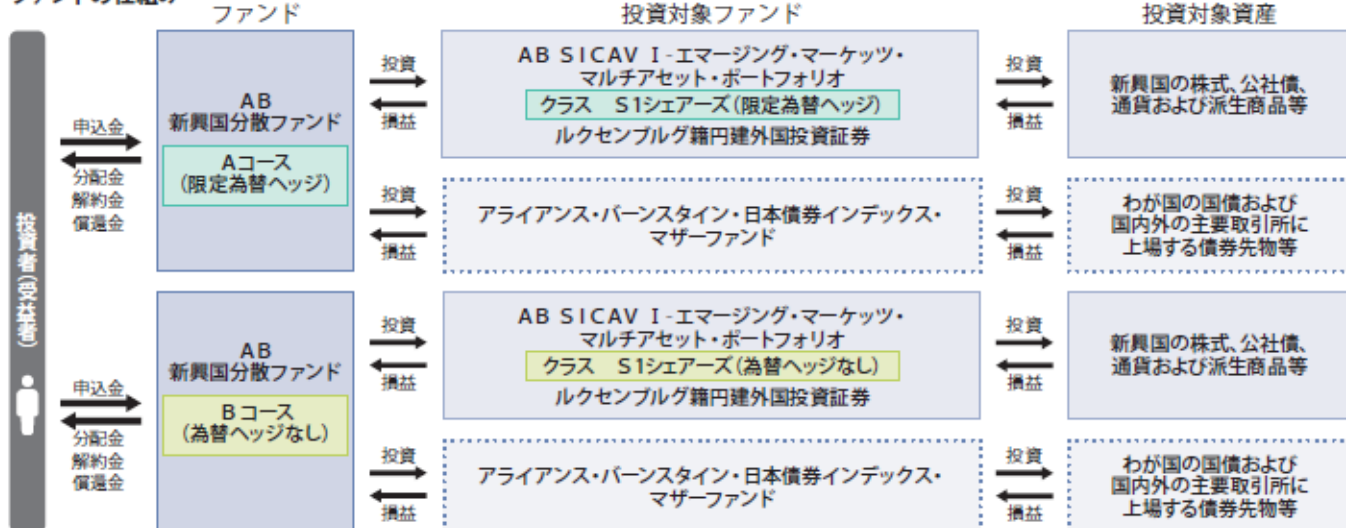 ファンドの仕組み
ファンド
投資対象ファンド
投資対象資産
投資者(受益者)
申込金
分配金
解約金
償還金
AB
新興国分散ファンド
Aコース
(限定為替ヘッジ)
投資
損益
AB SICAV I-エマージング・マーケッツ・
マルチアセット・ポートフォリオ
クラス S1シェアーズ(限定為替ヘッジ)
ルクセンブルグ籍円建外国投資証券
投資
損益
新興国の株式、公社債、
通貨および派生商品等
投資
損益
アライアンス・バーンスタイン・日本債券インデックス・
マザーファンド
投資
損益
わが国の国債および
国内外の主要取引所に
上場する債券先物等
申込金
分配金
解約金
償還金
AB
新興国分散ファンド
Bコース
(為替ヘッジなし)
投資
損益
AB SICAV I-エマージング・マーケッツ・
マルチアセット・ポートフォリオ
クラス S1シェアーズ(為替ヘッジなし)
ルクセンブルグ籍円建外国投資証券
投資
損益
新興国の株式、公社債、
通貨および派生商品等
投資
損益
アライアンス・バーンスタイン・日本債券インデックス・
マザーファンド
投資
損益
わが国の国債および
国内外の主要取引所に
上場する債券先物等